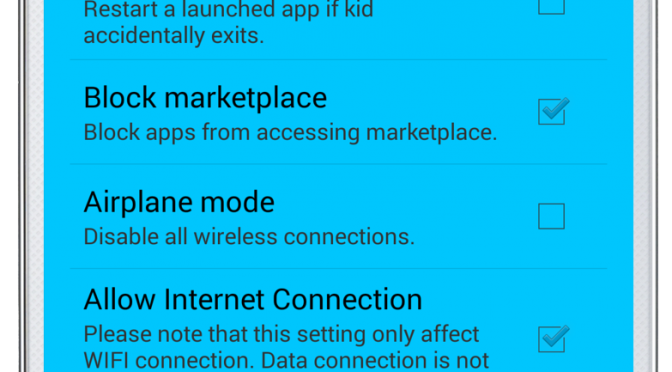 Restart a launched app if kid
accidentally exits.
Block marketplace
Block apps from accessing marketplace.
Airplane mode
Disable all wireless connections.
Allow Internet Connection
Please note that this setting only affect
WIFI connection. Data connection is not